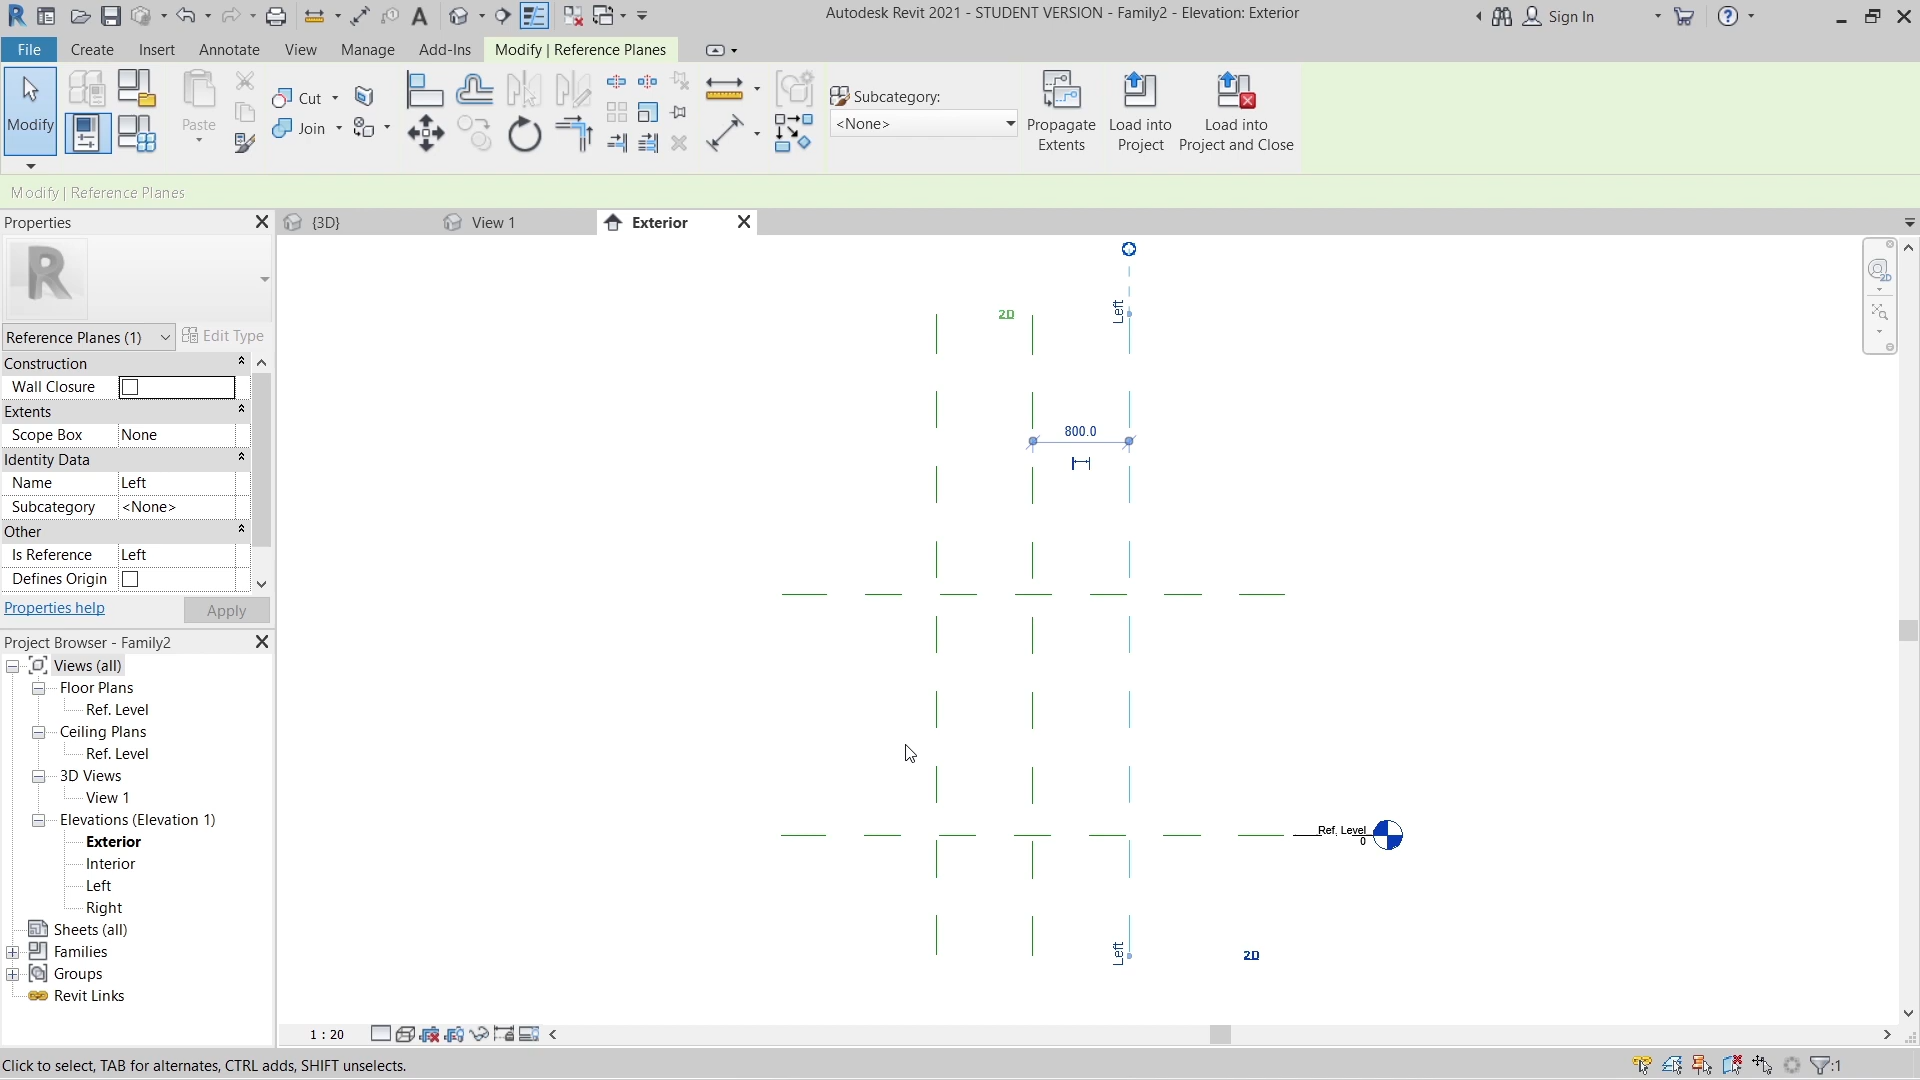 Autodesk Revit 2021 - STUDENT VERSION - Family2 - Elevation: Exterior
Sign In
File
Create
Insert
Annotate
View
Manage
Add-Ins
Modify | Reference Planes
Modify
Paste
Cut
Join
Subcategory:
<None>
Propagate Extents
Load into Project
Load into Project and Close
Modify | Reference Planes
Properties
{3D}
View 1
Exterior
R
Reference Planes (1)
Edit Type
Construction
Wall Closure
Extents
Scope Box None
Identity Data
Name Left
Subcategory <None>
Other
Is Reference Left
Defines Origin
Properties help
Apply
Project Browser - Family2
Views (all)
Floor Plans
Ref. Level
Ceiling Plans
Ref. Level
3D Views
View 1
Elevations (Elevation 1)
Exterior
Interior
Left
Right
Sheets (all)
Families
Groups
Revit Links
2D
Left
800.0
Ref. Level
0
Left
2D
2D
1 : 20
Click to select, TAB for alternates, CTRL adds, SHIFT unselects.
:1